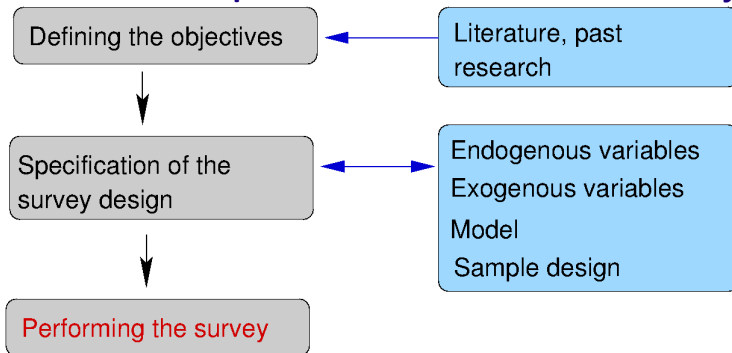 Defining the objectives
Literature, past
research
Specification of the
survey design
Endogenous variables
Exogenous variables
Model
Sample design
Performing the survey